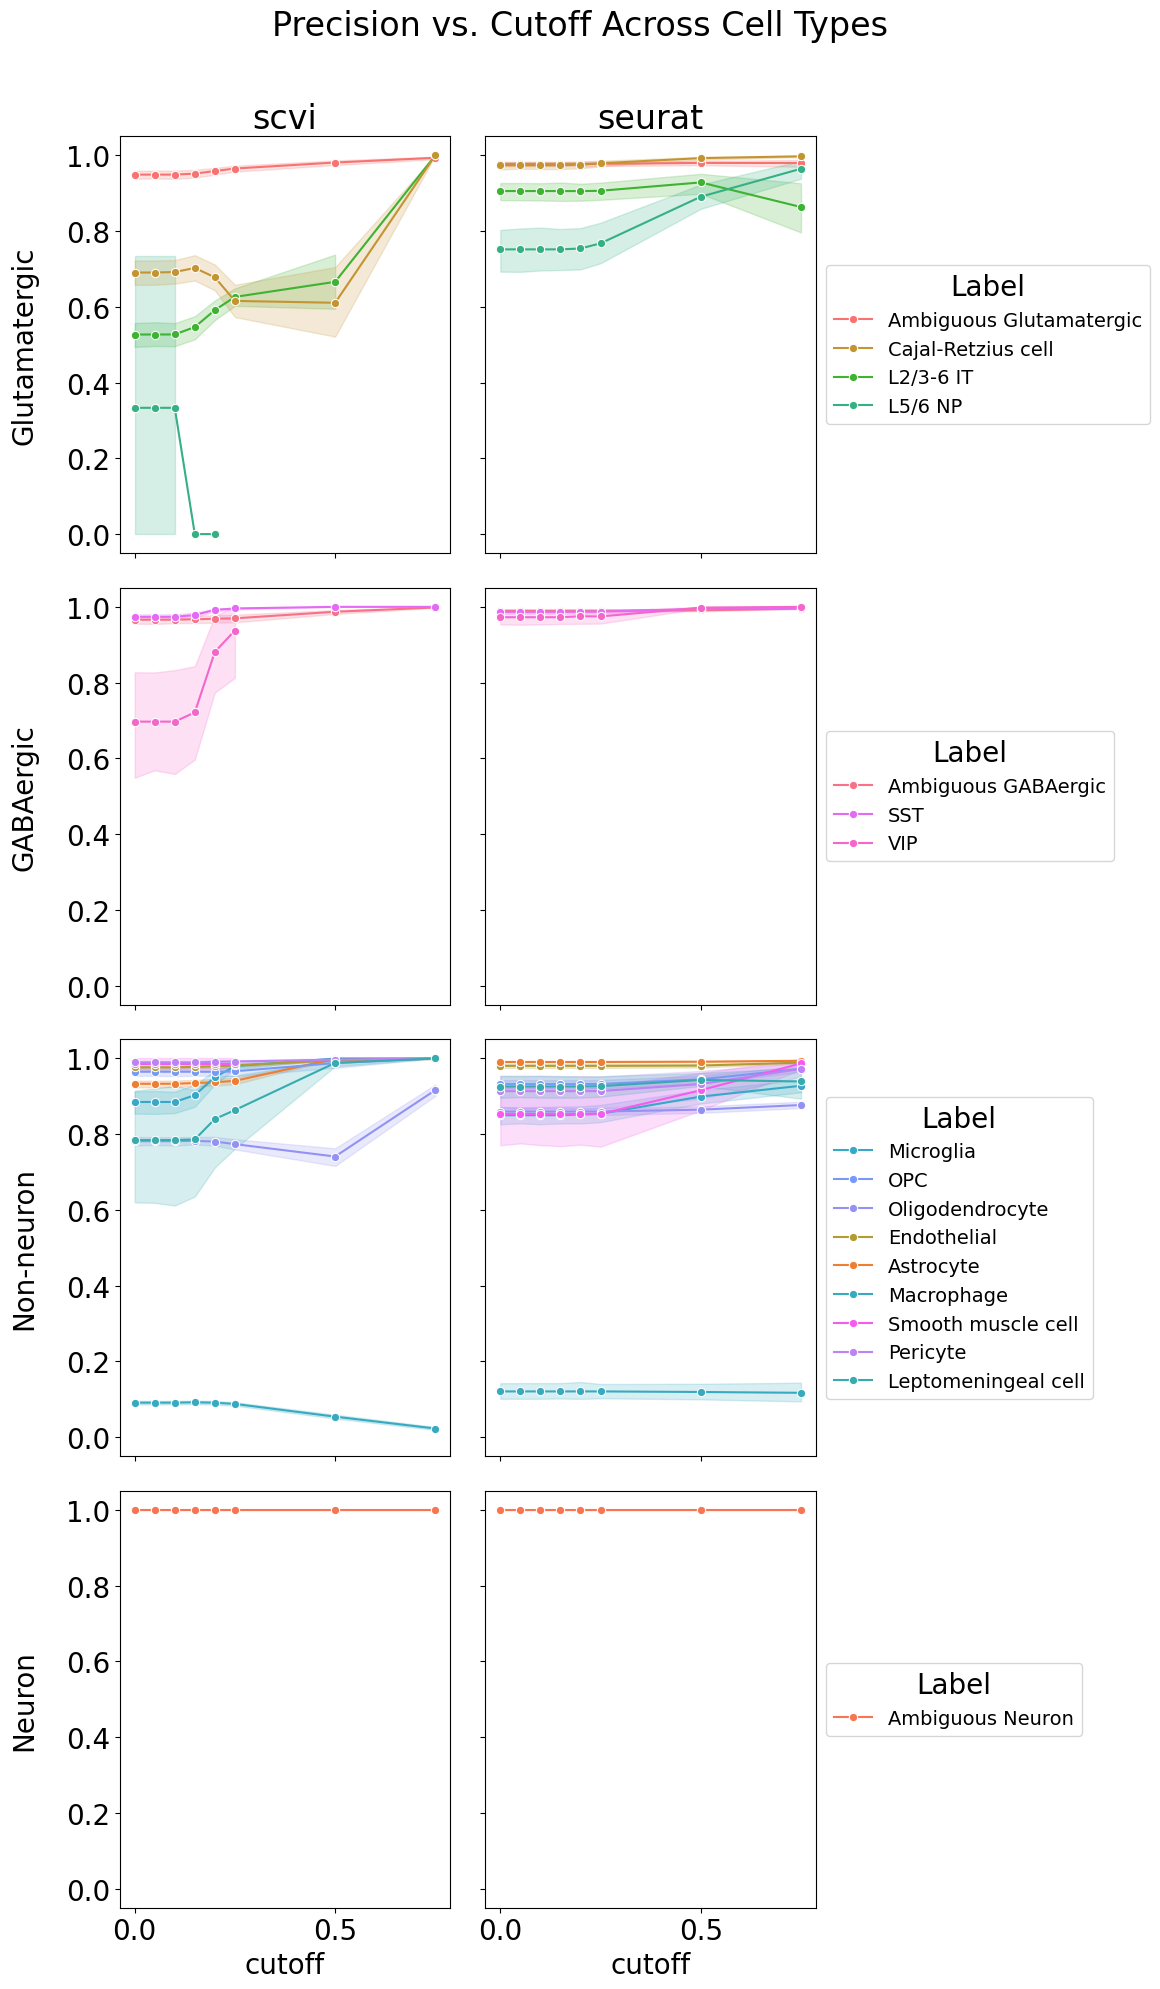 Precision vs. Cutoff Across Cell Types
scvi
seurat
Glutamatergic
1.0
0.8
0.6
0.4
0.2
0.0
Label
Ambiguous Glutamatergic
Cajal-Retzius cell
L2/3-6 IT
L5/6 NP
GABAergic
1.0
0.8
0.6
0.4
0.2
0.0
Label
Ambiguous GABAergic
SST
VIP
Non-neuron
1.0
0.8
0.6
0.4
0.2
0.0
Label
Microglia
OPC
Oligodendrocyte
Endothelial
Astrocyte
Macrophage
Smooth muscle cell
Pericyte
Leptomeningeal cell
Neuron
1.0
0.8
0.6
0.4
0.2
0.0
Label
Ambiguous Neuron
0.0 0.5
cutoff
0.0 0.5
cutoff